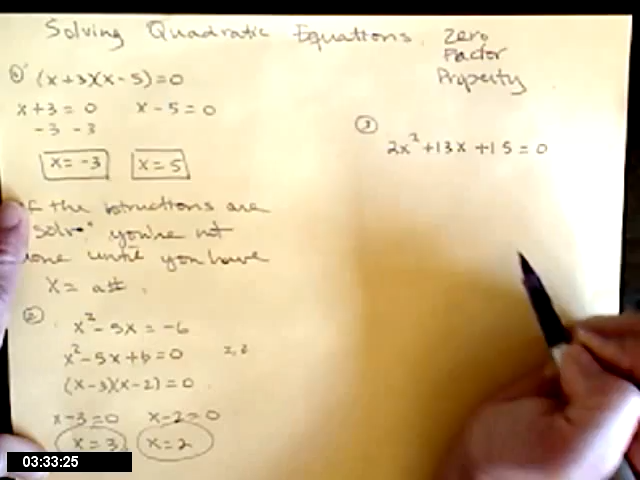 Solving Quadratic Equations. Zero
Factor
Property
① (x+3)(x-5)=0
x+3=0 x-5=0
-3 -3
x=-3 x=5
f the are
"solve" you're not
one until you have
x = a# .
② x²-5x=-6
x²-5x+6=0
(x-3)(x-2)=0
x-3=0 x-2=0
x=3 x=2
③
2x²+13x+15=0
03:33:25